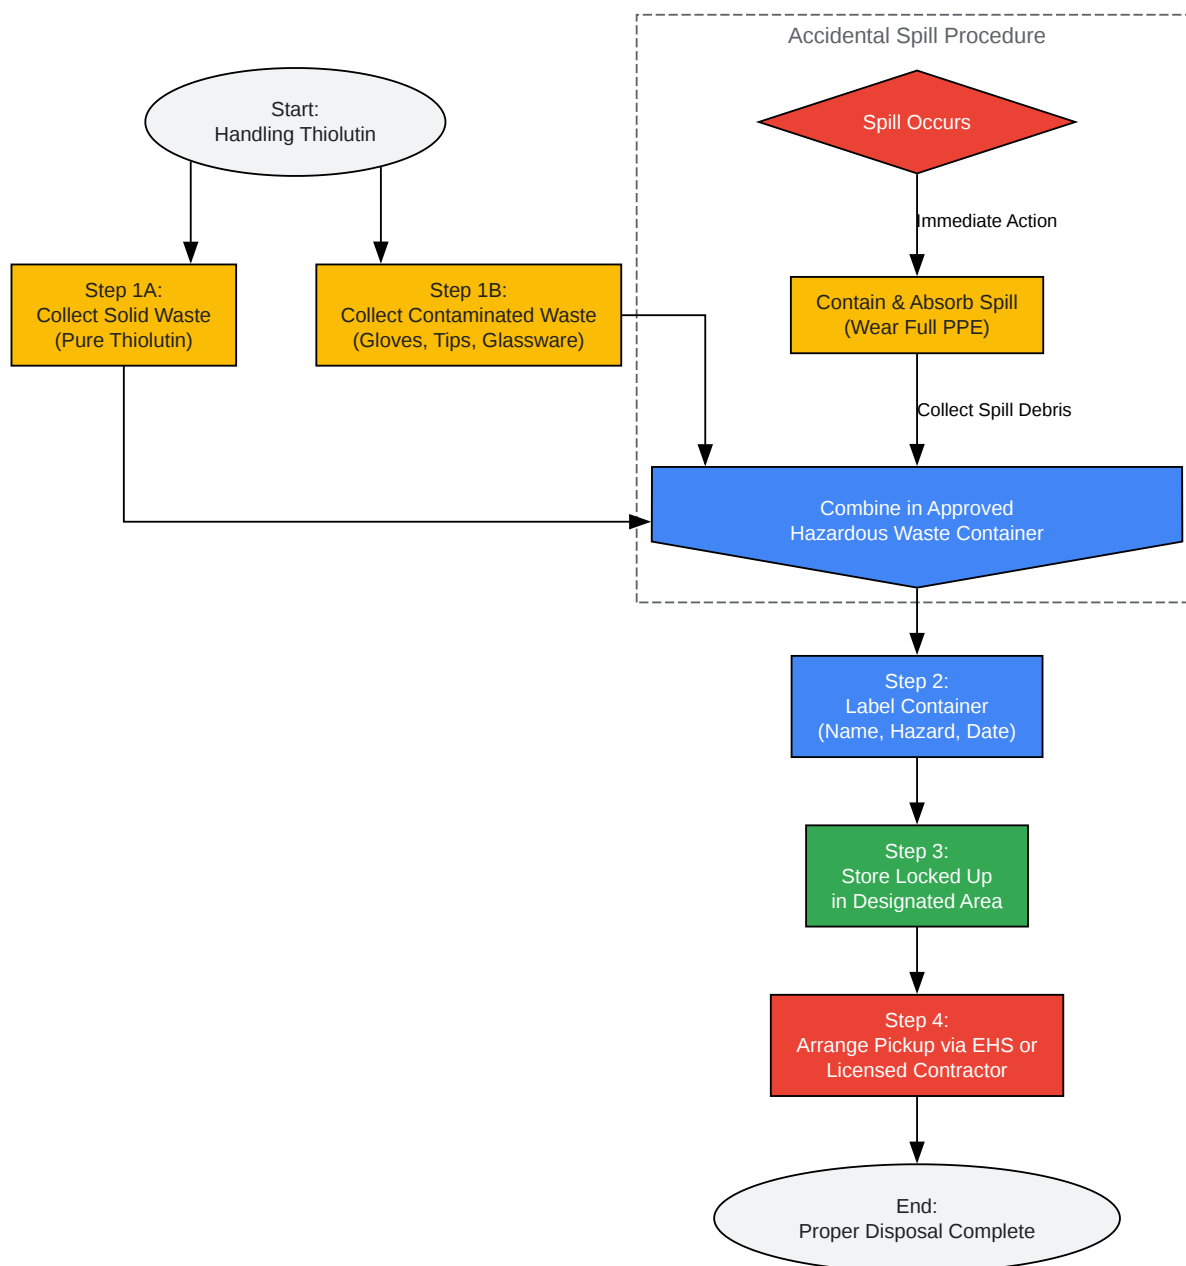 Accidental Spill Procedure
Start:
Handling Thiolutin
Spill Occurs
Immediate Action
Step 1A:
Collect Solid Waste
(Pure Thiolutin)
Step 1B:
Collect Contaminated Waste
(Gloves, Tips, Glassware)
Contain & Absorb Spill
(Wear Full PPE)
Collect Spill Debris
Combine in Approved
Hazardous Waste Container
Step 2:
Label Container
(Name, Hazard, Date)
Step 3:
Store Locked Up
in Designated Area
Step 4:
Arrange Pickup via EHS or
Licensed Contractor
End:
Proper Disposal Complete